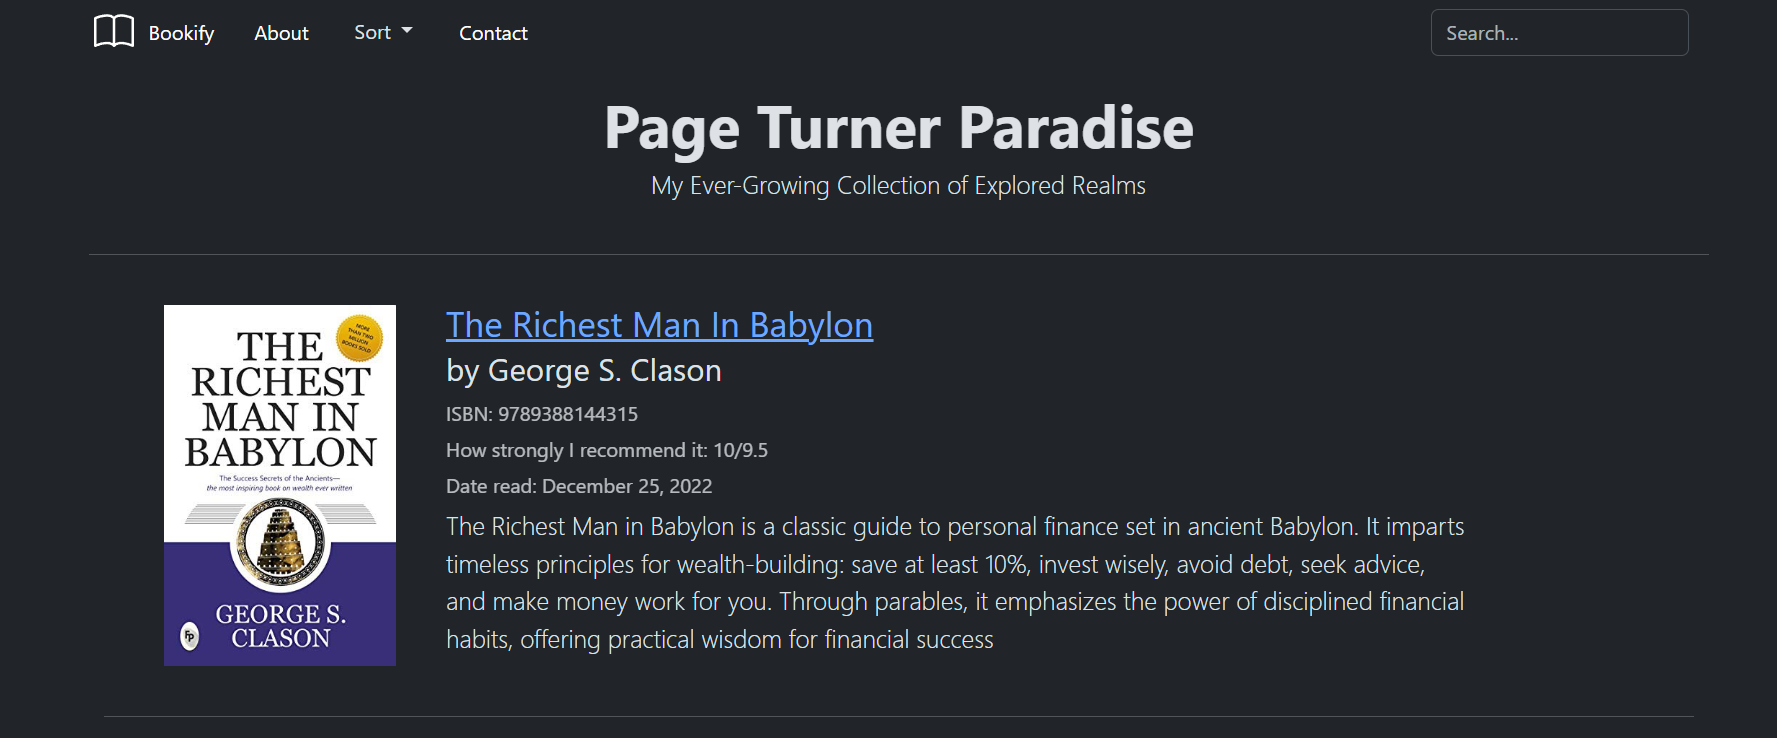 Bookify About Sort Contact Search...
Page Turner Paradise
My Ever-Growing Collection of Explored Realms
THE
RICHEST
MAN IN
BABYLON
MORE
THAN TWO
MILLION
BOOKS SOLD
The Success Secrets of the Ancients—
the most inspiring book on wealth ever written
GEORGE S.
CLASON
FP
The Richest Man In Babylon
by George S. Clason
ISBN: 9789388144315
How strongly I recommend it: 10/9.5
Date read: December 25, 2022
The Richest Man in Babylon is a classic guide to personal finance set in ancient Babylon. It imparts
timeless principles for wealth-building: save at least 10%, invest wisely, avoid debt, seek advice,
and make money work for you. Through parables, it emphasizes the power of disciplined financial
habits, offering practical wisdom for financial success